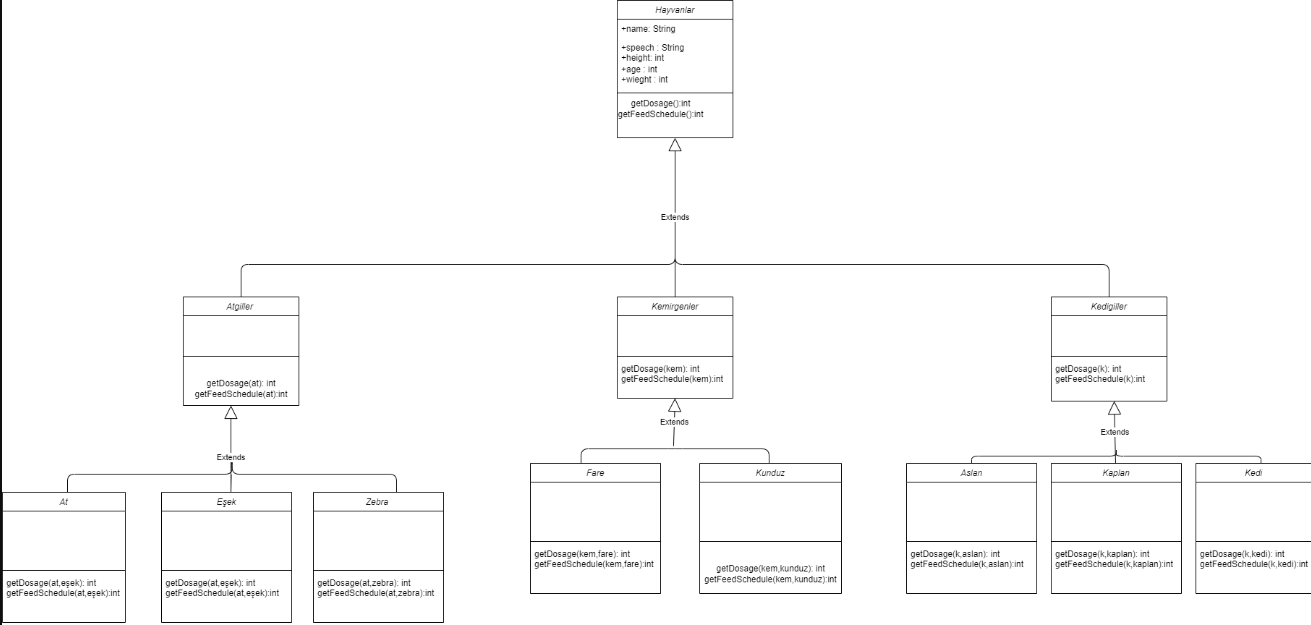 Hayvanlar
+name: String
+speech : String
+height: int
+age : int
+wieght : int
getDosage():int
getFeedSchedule():int
Extends
Atgiller
getDosage(at): int
getFeedSchedule(at):int
Kemirgenler
getDosage(kem): int
getFeedSchedule(kem):int
Kedigiller
getDosage(k): int
getFeedSchedule(k):int
Extends
Extends
Extends
At
getDosage(at,eşek): int
getFeedSchedule(at,eşek):int
Eşek
getDosage(at,eşek): int
getFeedSchedule(at,eşek):int
Zebra
getDosage(at,zebra): int
getFeedSchedule(at,zebra):int
Fare
getDosage(kem,fare): int
getFeedSchedule(kem,fare):int
Kunduz
getDosage(kem,kunduz): int
getFeedSchedule(kem,kunduz):int
Aslan
getDosage(k,aslan): int
getFeedSchedule(k,aslan):int
Kaplan
getDosage(k,kaplan): int
getFeedSchedule(k,kaplan):int
Kedi
getDosage(k,kedi): int
getFeedSchedule(k,kedi):int